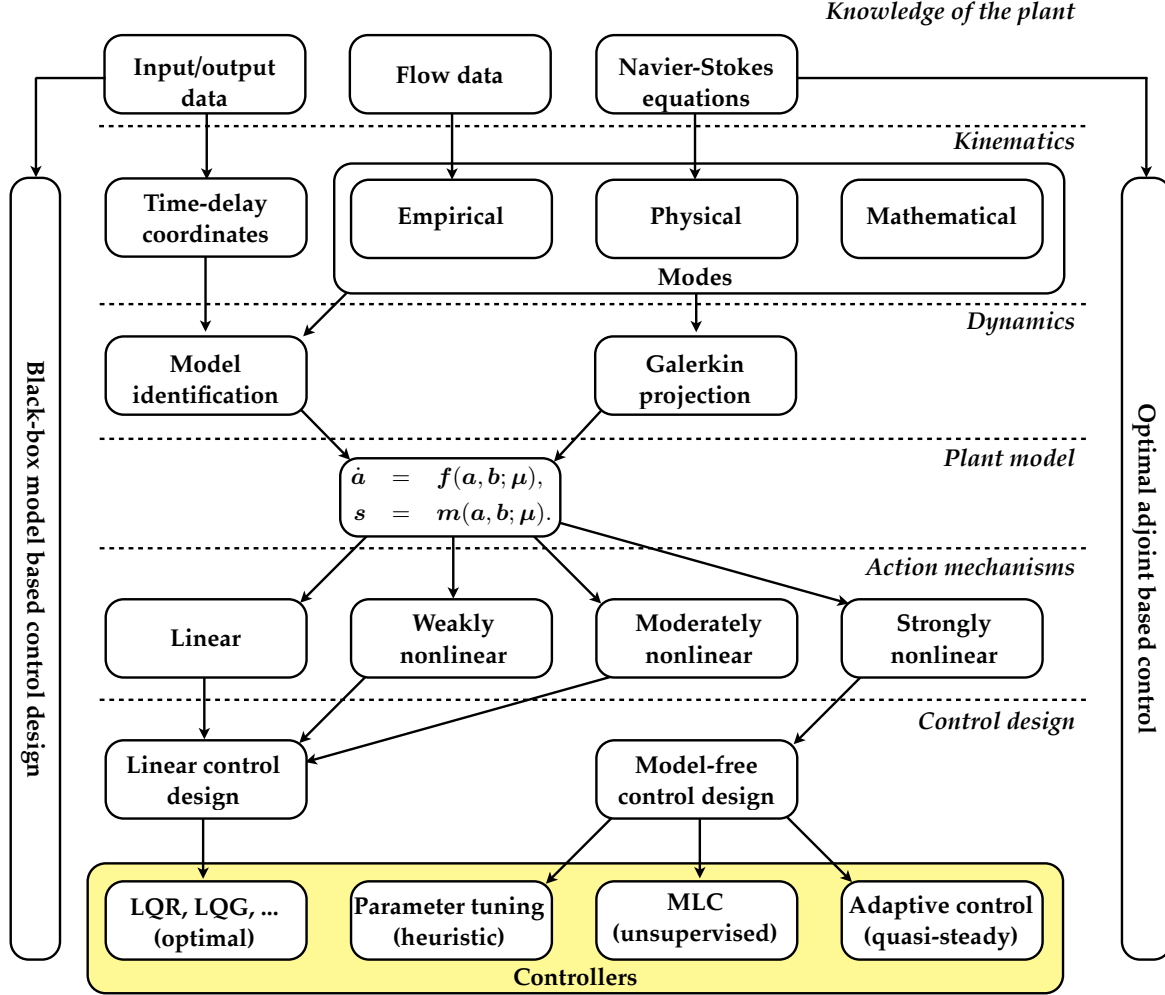 Knowledge of the plant
Input/output
data
Flow data
Navier-Stokes
equations
Kinematics
Time-delay
coordinates
Empirical
Physical
Mathematical
Modes
Dynamics
Model
identification
Galerkin
projection
Plant model
ȧ = f(a, b; μ),
s = m(a, b; μ).
Action mechanisms
Linear
Weakly
nonlinear
Moderately
nonlinear
Strongly
nonlinear
Control design
Linear control
design
Model-free
control design
LQR, LQG, ...
(optimal)
Parameter tuning
(heuristic)
MLC
(unsupervised)
Adaptive control
(quasi-steady)
Controllers
Black-box model based control design
Optimal adjoint based control